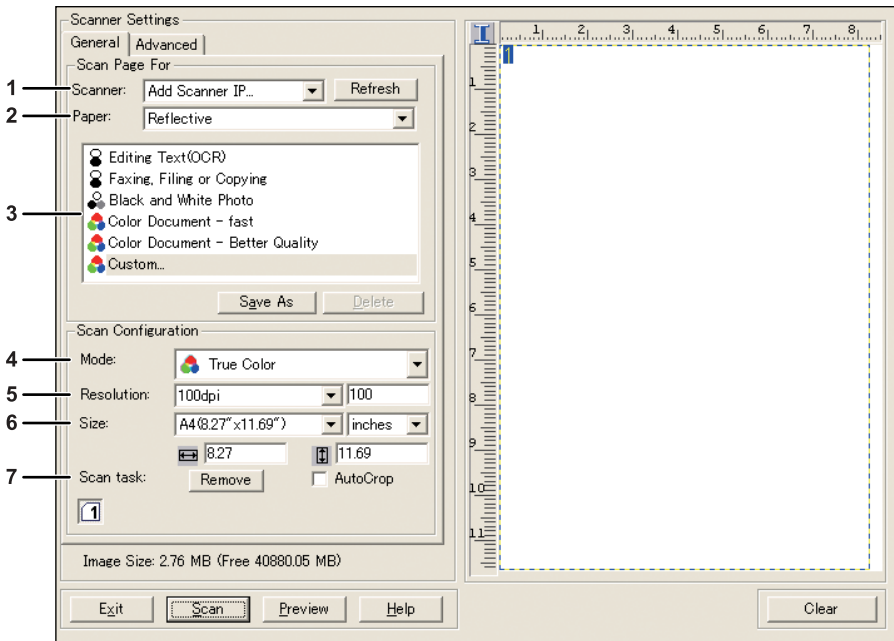 Scanner Settings
General Advanced
Scan Page For
1 Scanner: Add Scanner IP... Refresh
2 Paper: Reflective
3
Editing Text(OCR)
Faxing, Filing or Copying
Black and White Photo
Color Document - fast
Color Document - Better Quality
Custom...
Save As Delete
Scan Configuration
4 Mode: True Color
5 Resolution: 100dpi 100
6 Size: A4(8.27"x11.69") inches
8.27 11.69
7 Scan task: Remove AutoCrop
1
Image Size: 2.76 MB (Free 40880.05 MB)
Exit Scan Preview Help
1 2 3 4 5 6 7 8
1
1
2
3
4
5
6
7
8
9
10
11
Clear